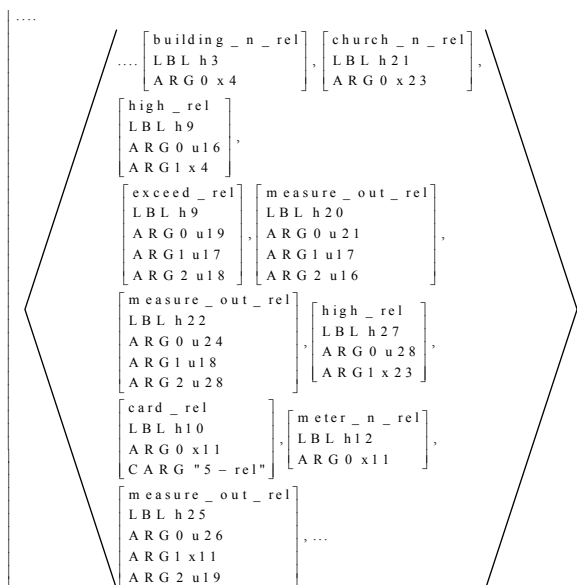 ....
.... building_n_rel church_n_rel
LBL h3 , LBL h21 ,
ARG0 x4 ARG0 x23
high_rel
LBL h9
ARG0 u16 ,
ARG1 x4
exceed_rel measure_out_rel
LBL h9 LBL h20
ARG0 u19 , ARG0 u21 ,
ARG1 u17 ARG1 u17
ARG2 u18 ARG2 u16
measure_out_rel high_rel
LBL h22 LBL h27
ARG0 u24 , ARG0 u28 ,
ARG1 u18 ARG1 x23
ARG2 u28
card_rel meter_n_rel
LBL h10 , LBL h12 ,
ARG0 x11 ARG0 x11
CARG "5-rel"
measure_out_rel
LBL h25
ARG0 u26 , ...
ARG1 x11
ARG2 u19